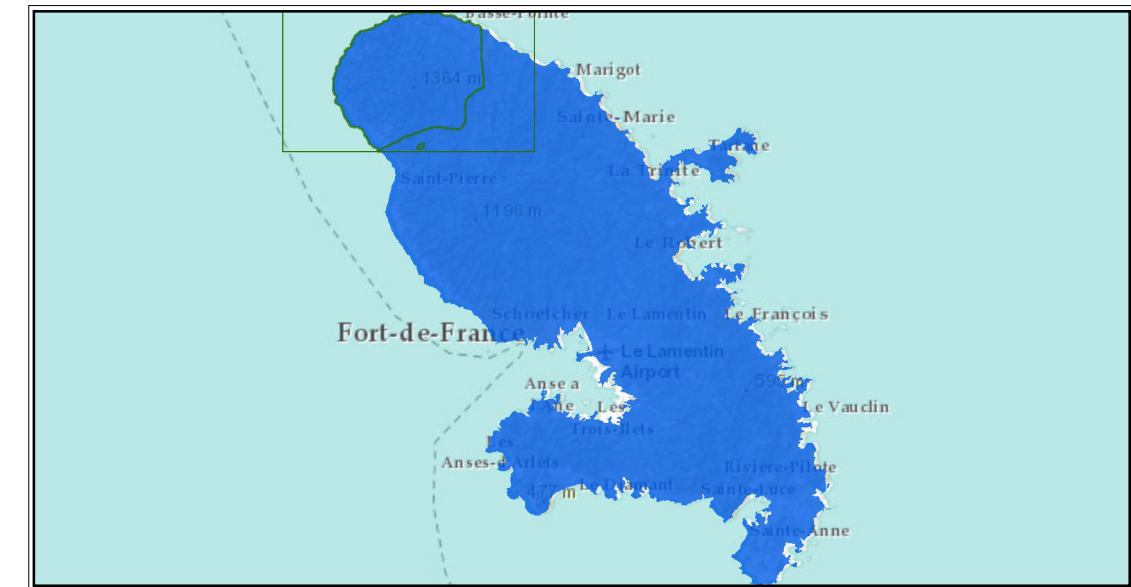 Basse-Pointe
Marigot
1364 m
Sainte-Marie
Tartane
La Trinite
Saint-Pierre
1196 m
Le Robert
Schoelcher
Le Lamentin
Le François
Fort-de-France
Le Lamentin
Airport
Anse a
l'Ane
Les
Trois-Ilets
Le Vauclin
Les
Anses-d'Arlets
Rivière-Pilote
477 m
Le Diamant
Sainte-Luce
Sainte-Anne